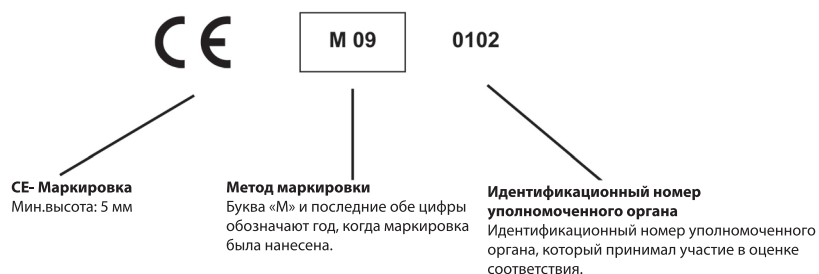 CE M 09 0102
CE- Маркировка
Мин.высота: 5 мм
Метод маркировки
Буква «М» и последние обе цифры
обозначают год, когда маркировка
была нанесена.
Идентификационный номер
уполномоченного органа
Идентификационный номер уполномоченного
органа, который принимал участие в оценке
соответствия.